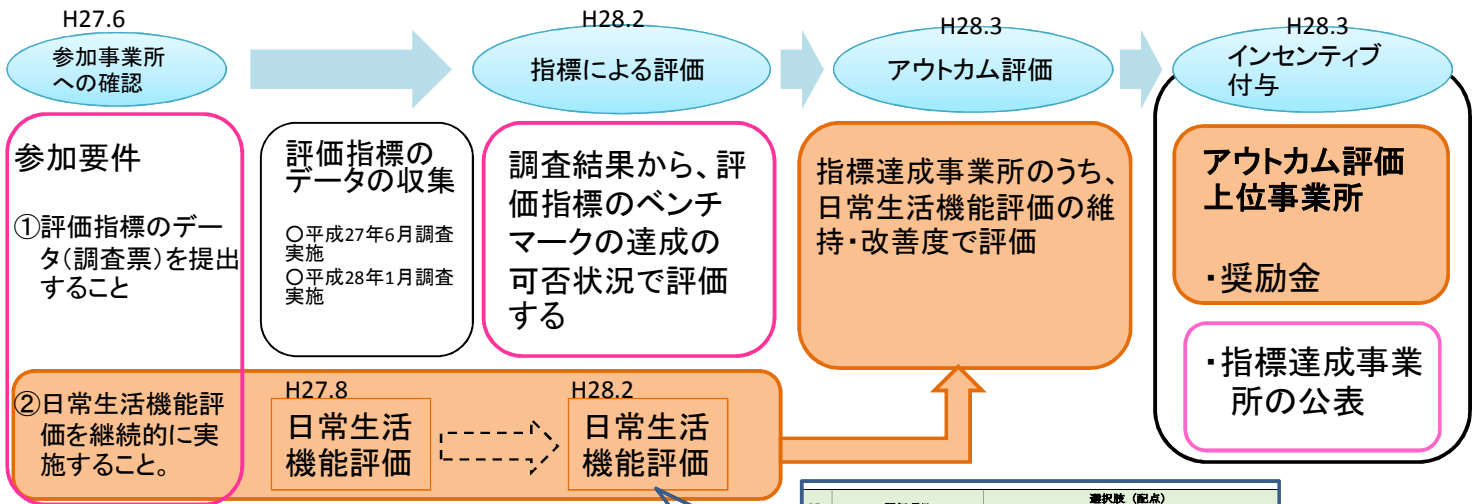 H27.6
参加事業所
への確認
H28.2
指標による評価
H28.3
アウトカム評価
H28.3
インセンティブ
付与
参加要件
①評価指標のデー
タ(調査票)を提出
すること
②日常生活機能評
価を継続的に実
施すること。
評価指標の
データの収集
○平成27年6月調査
実施
○平成28年1月調査
実施
調査結果から、評
価指標のベンチ
マークの達成の
可否状況で評価
する
指標達成事業所のうち、
日常生活機能評価の維
持・改善度で評価
アウトカム評価
上位事業所
・奨励金
・指標達成事業
所の公表
H27.8
日常生活
機能評価
H28.2
日常生活
機能評価
選択肢（配点）